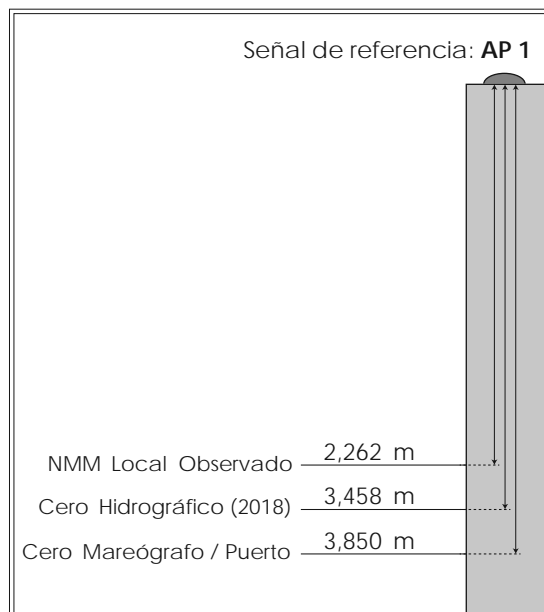 Señal de referencia: AP 1
NMM Local Observado 2,262 m
Cero Hidrográfico (2018) 3,458 m
Cero Mareógrafo / Puerto 3,850 m